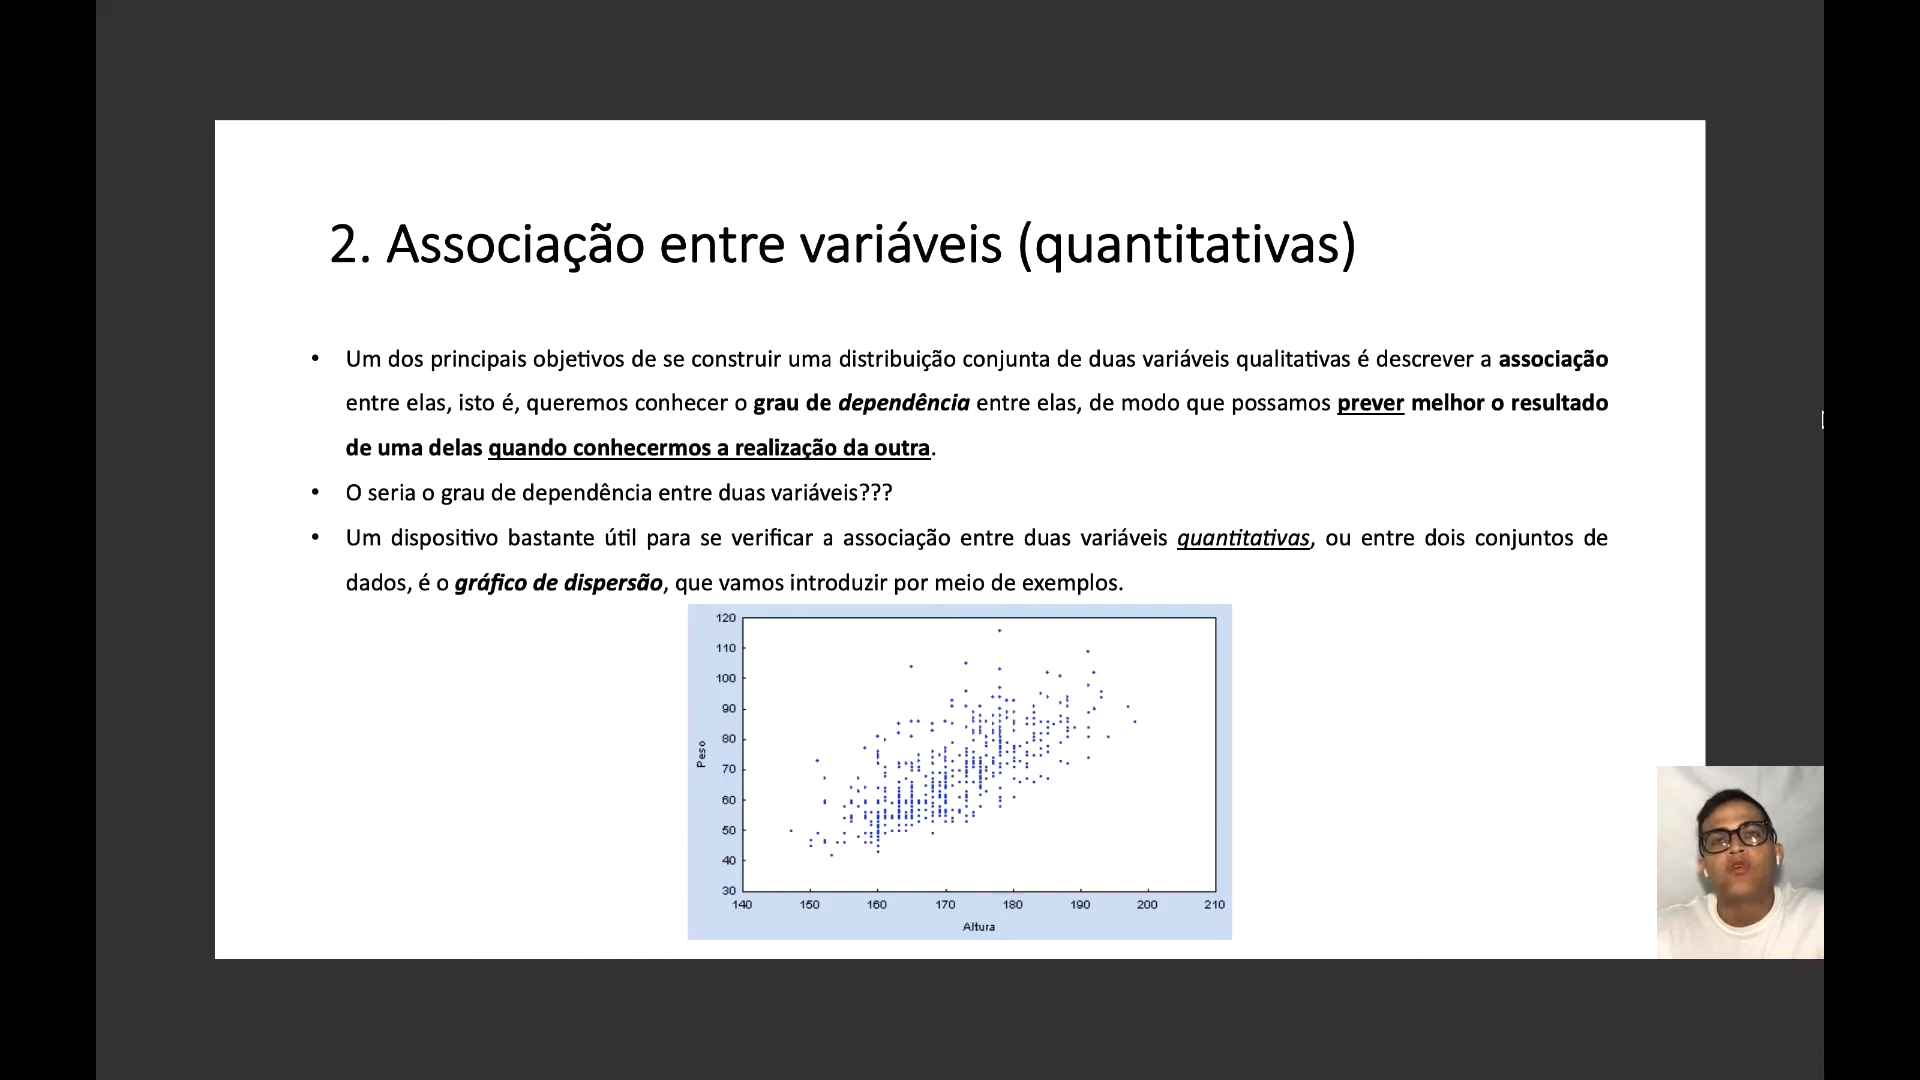 2. Associação entre variáveis (quantitativas)
• Um dos principais objetivos de se construir uma distribuição conjunta de duas variáveis qualitativas é descrever a associação
entre elas, isto é, queremos conhecer o grau de dependência entre elas, de modo que possamos prever melhor o resultado
de uma delas quando conhecermos a realização da outra.
• O seria o grau de dependência entre duas variáveis???
• Um dispositivo bastante útil para se verificar a associação entre duas variáveis quantitativas, ou entre dois conjuntos de
dados, é o gráfico de dispersão, que vamos introduzir por meio de exemplos.
120
110
100
90
80
70
60
50
40
30
Peso
140 150 160 170 180 190 200 210
Altura